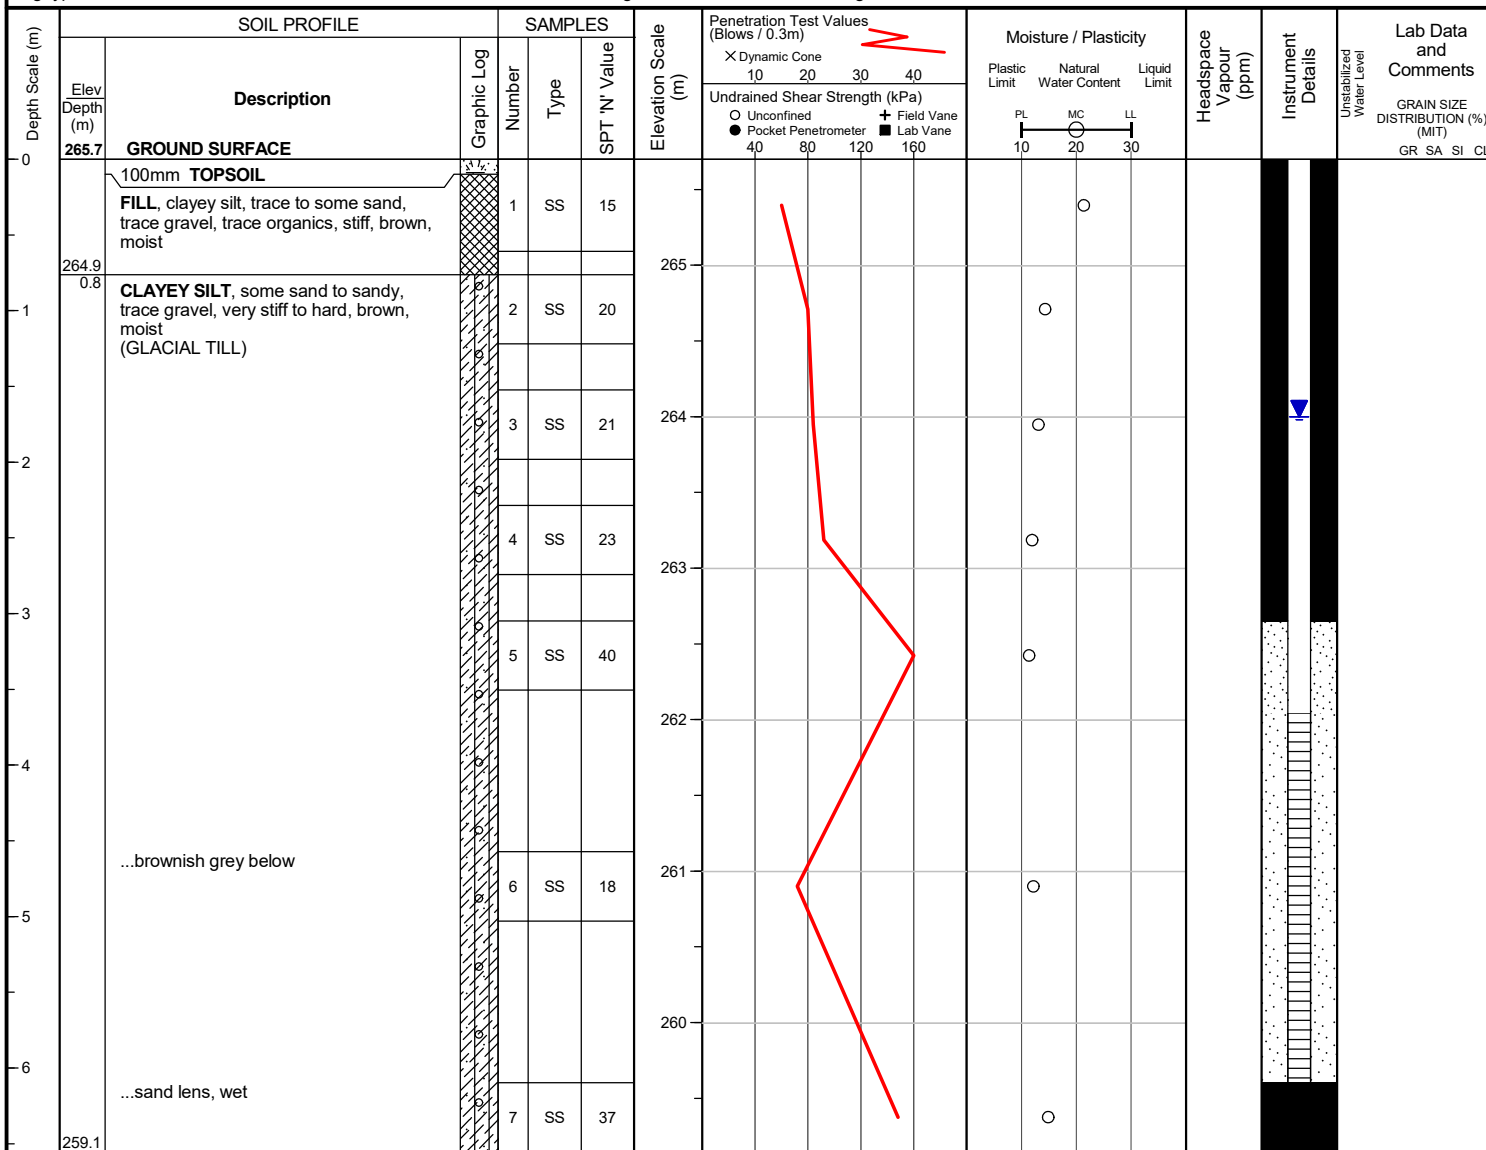 SOIL PROFILE
SAMPLES
Depth Scale (m)
Elev
Depth
(m)
Description
Graphic Log
Number
Type
SPT 'N' Value
Elevation Scale
(m)
Penetration Test Values
(Blows / 0.3m)
Dynamic Cone
10 20 30 40
Undrained Shear Strength (kPa)
Unconfined
Field Vane
Pocket Penetrometer
Lab Vane
40 80 120 160
Moisture / Plasticity
Plastic
Limit
Natural
Water Content
Liquid
Limit
PL MC LL
10 20 30
Headspace
Vapour
(ppm)
Instrument
Details
Unstabilized
Water Level
Lab Data
and
Comments
GRAIN SIZE
DISTRIBUTION (%)
(MIT)
GR SA SI CL
265.7 GROUND SURFACE
0
100mm TOPSOIL
FILL, clayey silt, trace to some sand,
trace gravel, trace organics, stiff, brown,
moist
1 SS 15
264.9
0.8
265
CLAYEY SILT, some sand to sandy,
trace gravel, very stiff to hard, brown,
moist
(GLACIAL TILL)
1
2 SS 20
3 SS 21
264
2
4 SS 23
263
3
5 SS 40
262
4
...brownish grey below
261
6 SS 18
5
260
6
...sand lens, wet
7 SS 37
259.1